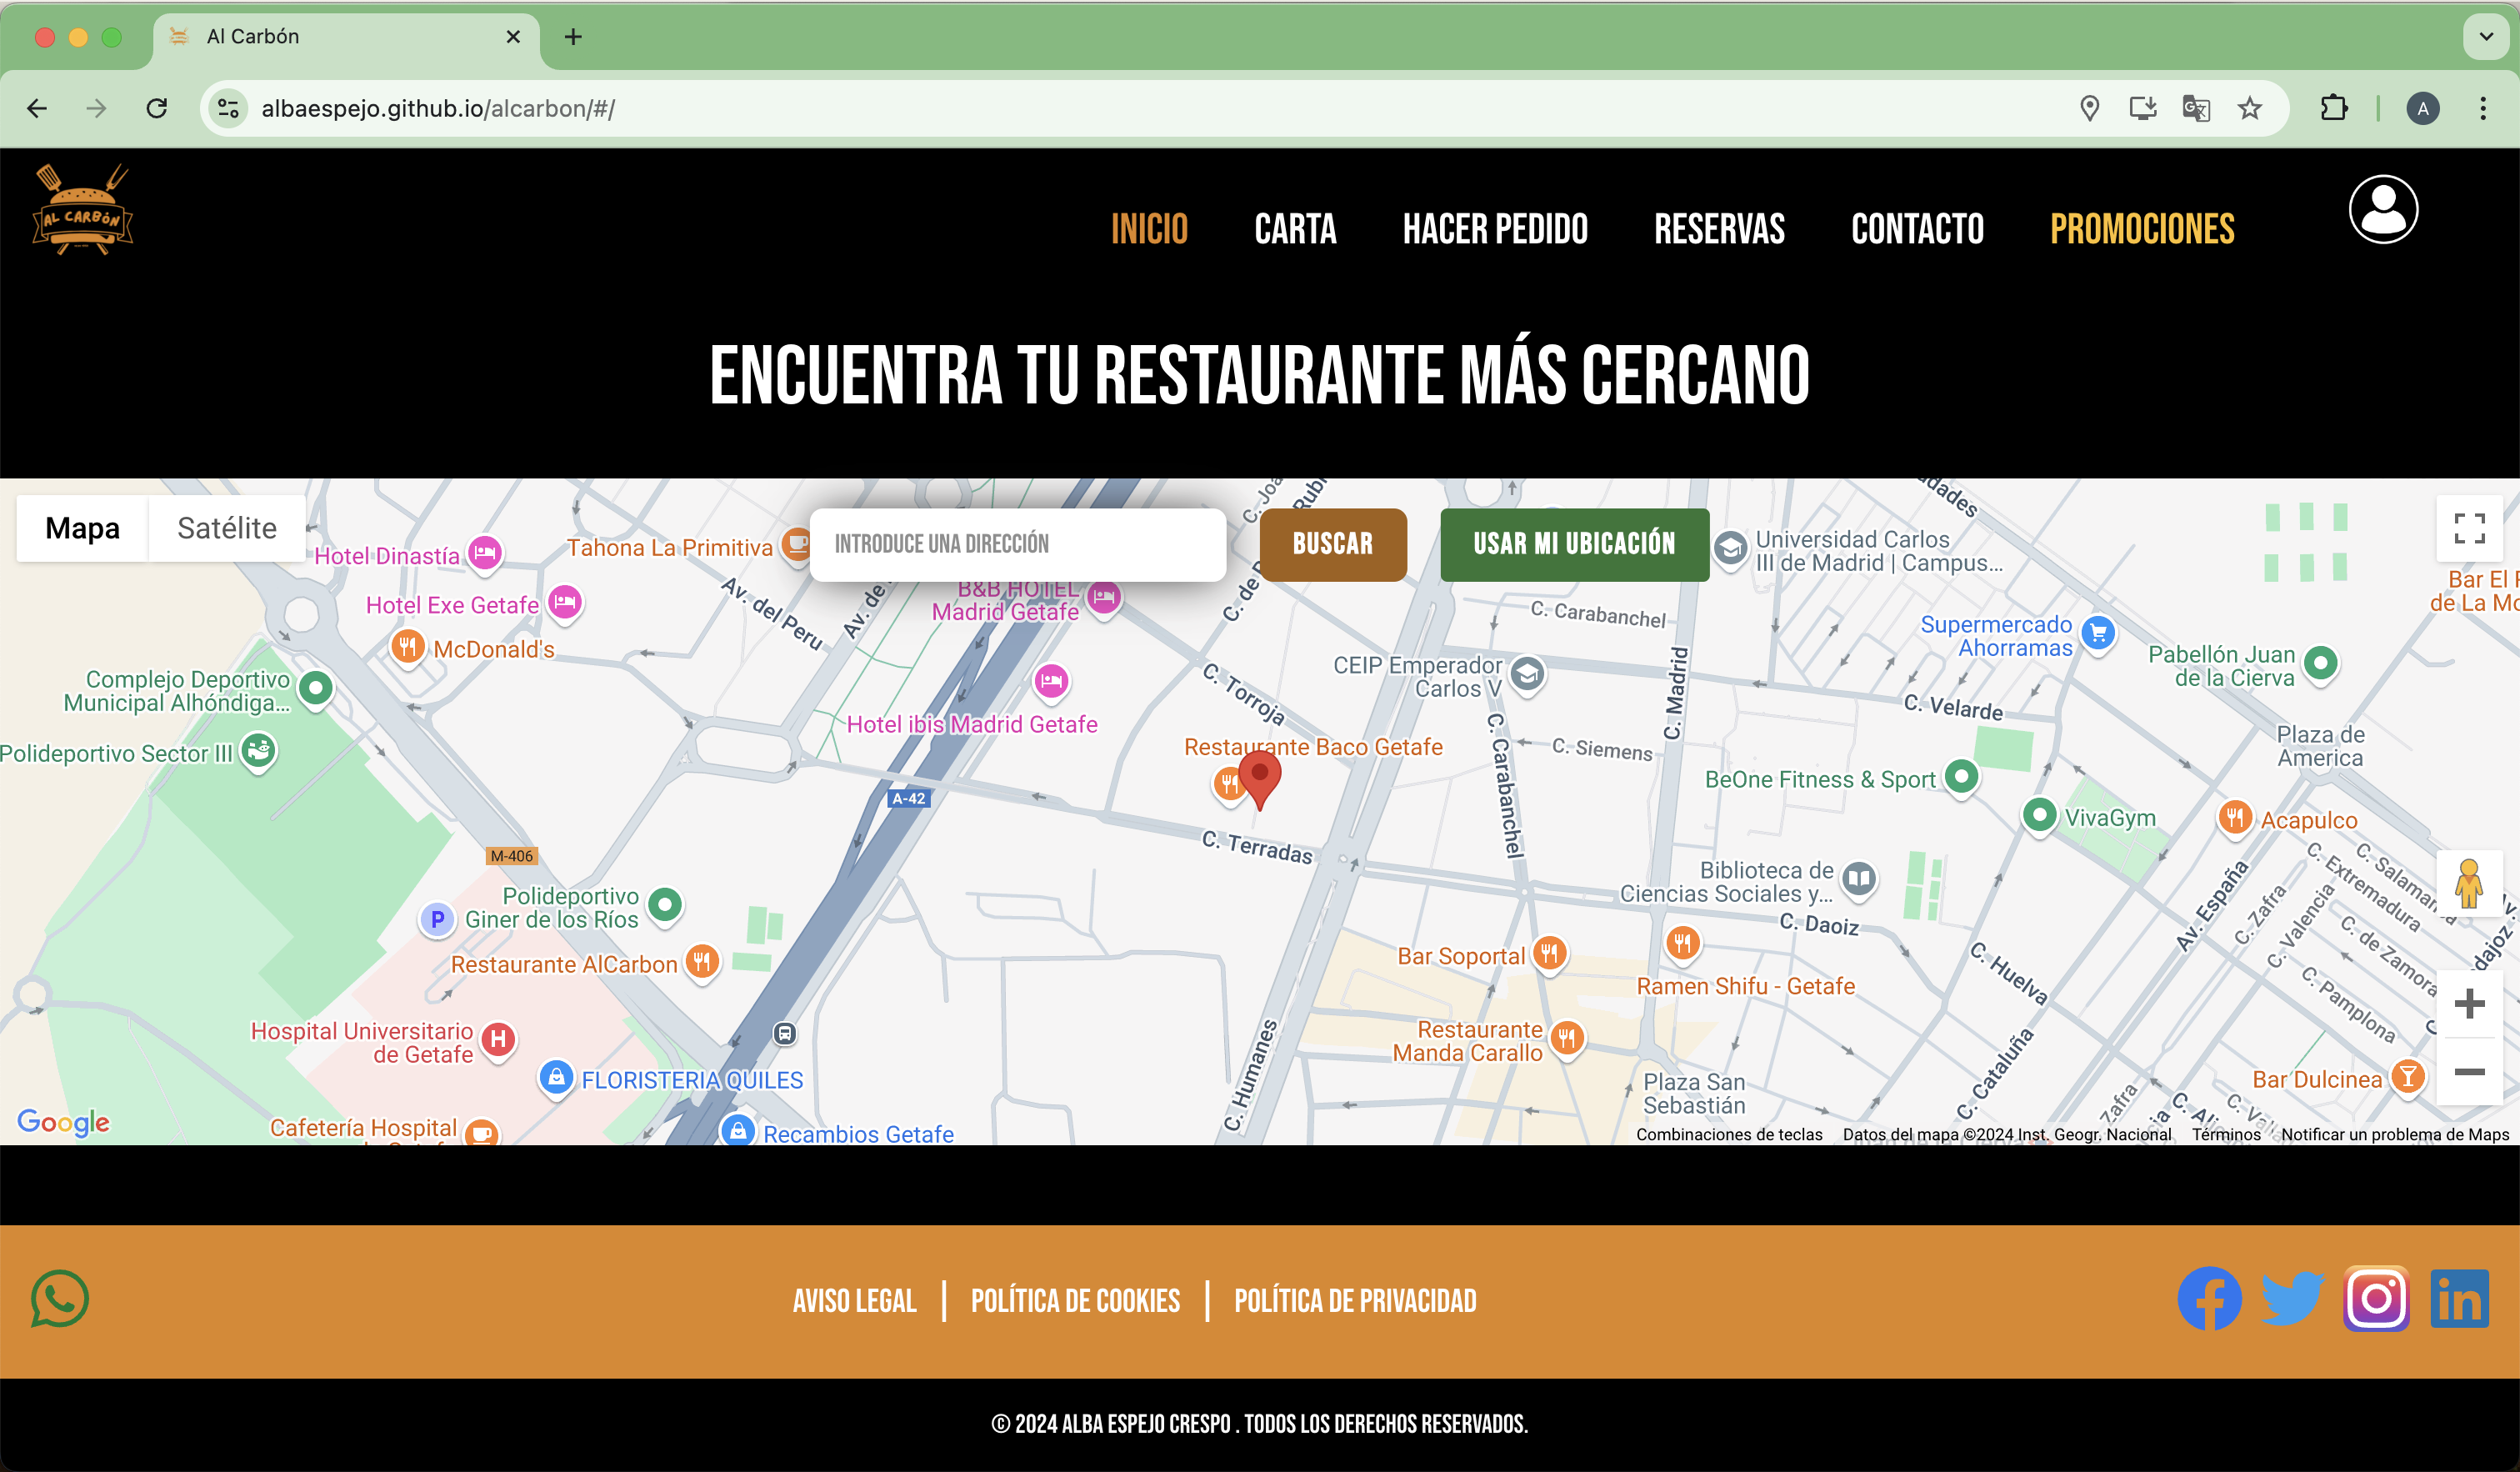 Al Carbón
albaespejo.github.io/alcarbon/#/
A
AL CARBÓN
INICIO
CARTA
HACER PEDIDO
RESERVAS
CONTACTO
PROMOCIONES
ENCUENTRA TU RESTAURANTE MÁS CERCANO
Mapa
Satélite
INTRODUCE UNA DIRECCIÓN
BUSCAR
USAR MI UBICACIÓN
Hotel Dinastía
Tahona La Primitiva
Hotel Exe Getafe
McDonald's
Av. del Peru
Av. de
B&B HOTEL
Madrid Getafe
C. de
Universidad Carlos
III de Madrid | Campus...
C. Carabanchel
Supermercado
Ahorramas
Pabellón Juan
de la Cierva
Complejo Deportivo
Municipal Alhóndiga...
Polideportivo Sector III
Hotel ibis Madrid Getafe
C. Torroja
CEIP Emperador
Carlos V
C. Madrid
C. Velarde
Restaurante Baco Getafe
C. Carabanchel
C. Siemens
Plaza de
America
BeOne Fitness & Sport
VivaGym
Acapulco
A-42
M-406
C. Terradas
Biblioteca de
Ciencias Sociales y...
C. Daoiz
C. Extremadura
C. Salamanca
Av. España
C. Zafra
C. Valencia
C. de Zamora
C. Pamplona
C. Huelva
P
Polideportivo
Giner de los Ríos
Restaurante AlCarbon
Bar Soportal
Ramen Shifu - Getafe
Hospital Universitario
de Getafe
H
FLORISTERIA QUILES
C. Humanes
Restaurante
Manda Carallo
Plaza San
Sebastián
C. Cataluña
Bar Dulcinea
Zafra
Google
Cafetería Hospital
Recambios Getafe
Combinaciones de teclas
Datos del mapa ©2024 Inst. Geogr. Nacional
Términos
Notificar un problema de Maps
AVISO LEGAL
POLÍTICA DE COOKIES
POLÍTICA DE PRIVACIDAD
© 2024 ALBA ESPEJO CRESPO . TODOS LOS DERECHOS RESERVADOS.